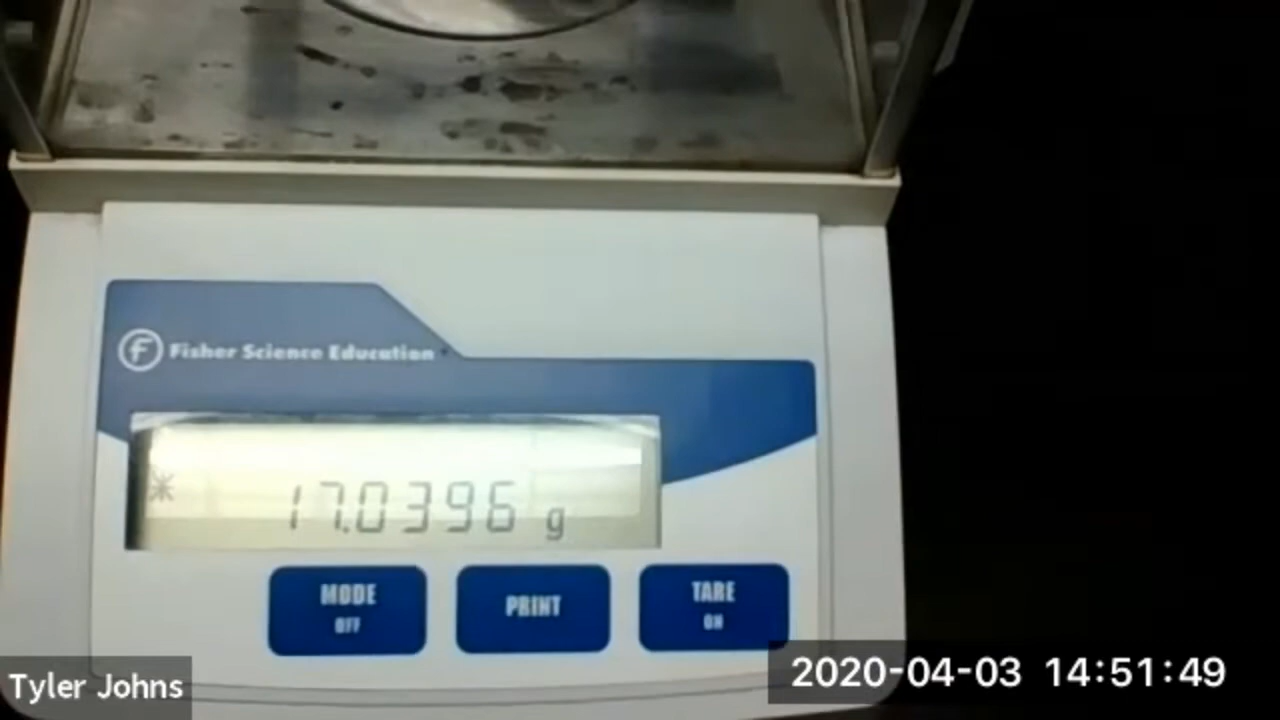 F Fisher Science Education
* 17.0396 g
MODE PRINT TARE
OFF ON
Tyler Johns
2020-04-03 14:51:49